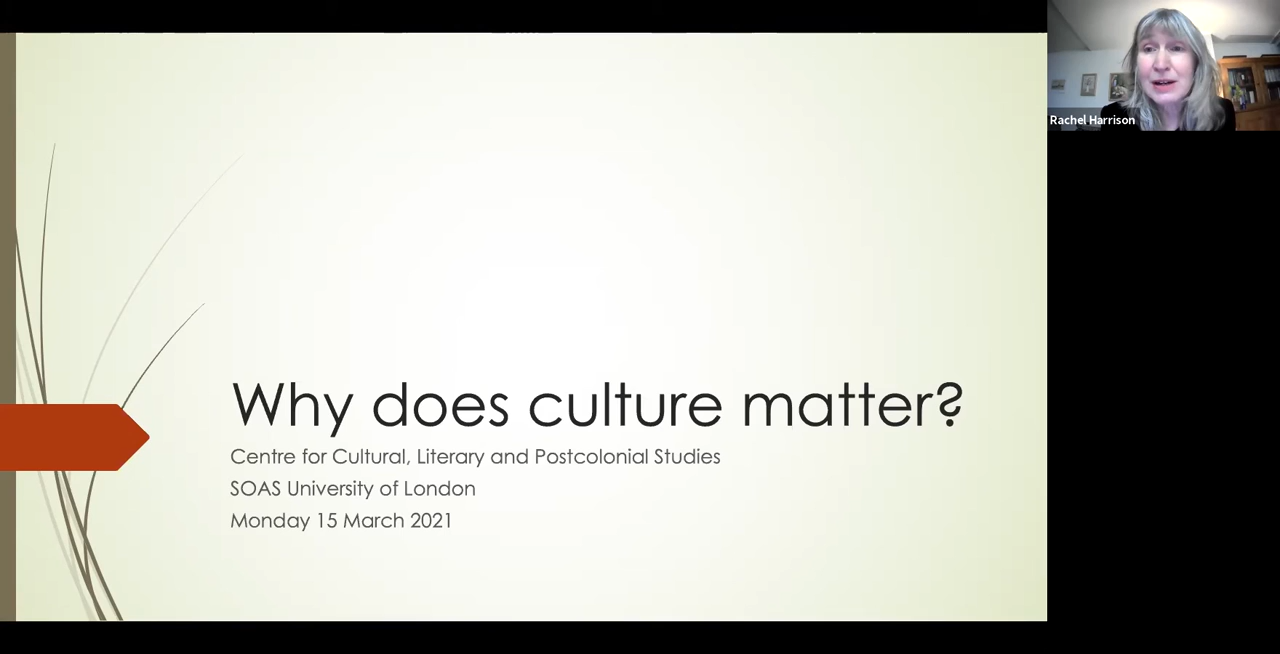 Why does culture matter?
Centre for Cultural, Literary and Postcolonial Studies
SOAS University of London
Monday 15 March 2021
Rachel Harrison